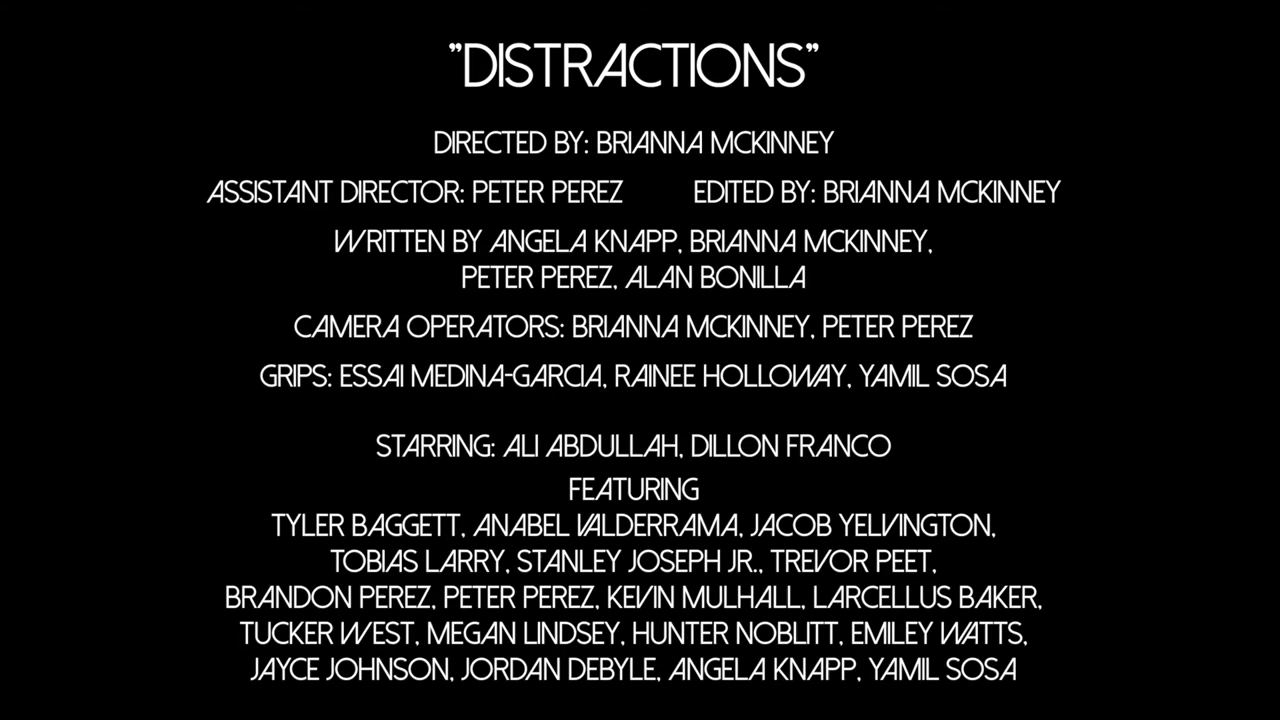 "DISTRACTIONS"
DIRECTED BY: BRIANNA MCKINNEY
ASSISTANT DIRECTOR: PETER PEREZ EDITED BY: BRIANNA MCKINNEY
WRITTEN BY ANGELA KNAPP, BRIANNA MCKINNEY,
PETER PEREZ, ALAN BONILLA
CAMERA OPERATORS: BRIANNA MCKINNEY, PETER PEREZ
GRIPS: ESSAI MEDINA-GARCIA, RAINEE HOLLOWAY, YAMIL SOSA
STARRING: ALI ABDULLAH, DILLON FRANCO
FEATURING
TYLER BAGGETT, ANABEL VALDERRAMA, JACOB YELVINGTON,
TOBIAS LARRY, STANLEY JOSEPH JR., TREVOR PEET,
BRANDON PEREZ, PETER PEREZ, KEVIN MULHALL, LARCELLUS BAKER,
TUCKER WEST, MEGAN LINDSEY, HUNTER NOBLITT, EMILEY WATTS,
JAYCE JOHNSON, JORDAN DEBYLE, ANGELA KNAPP, YAMIL SOSA